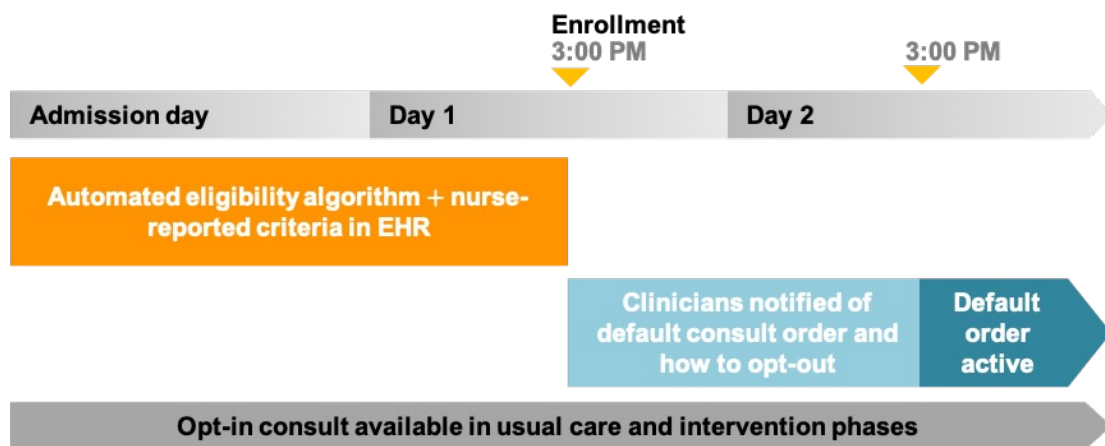 Enrollment
3:00 PM
3:00 PM
Admission day
Day 1
Day 2
Automated eligibility algorithm + nurse-
reported criteria in EHR
Clinicians notified of
default consult order and
how to opt-out
Default
order
active
Opt-in consult available in usual care and intervention phases